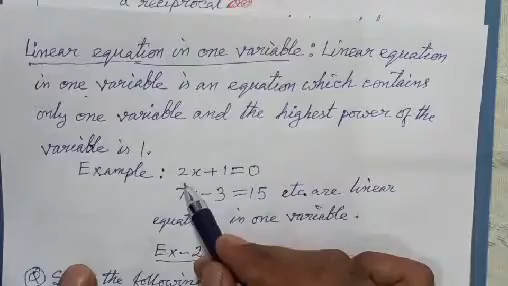 a reciprocal
Linear equation in one variable : Linear equation
in one variable is an equation which contains
only one variable and the highest power of the
variable is 1.
Example : 2x+1=0
-3 =15 etc. are linear
in one variable.
Ex-2
Q the following